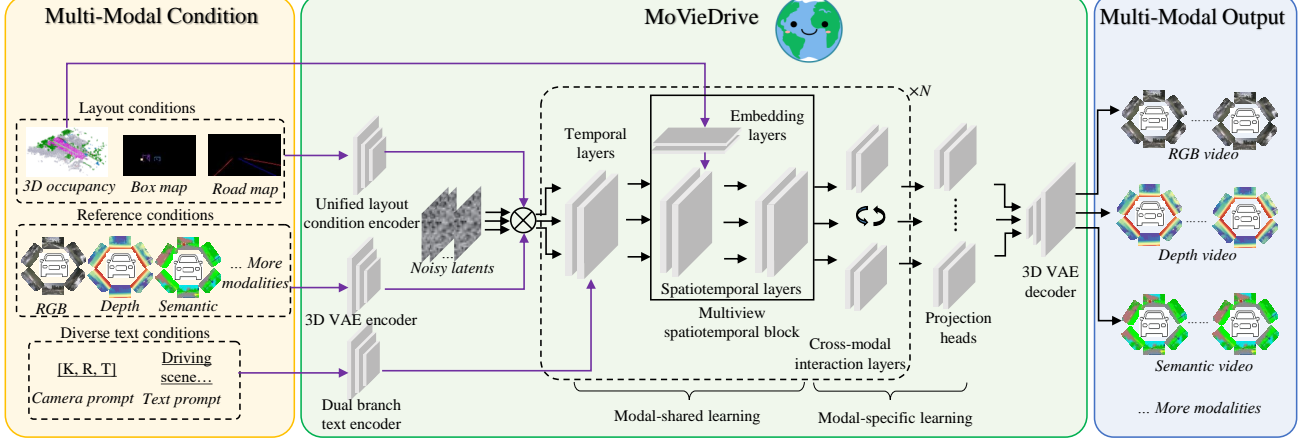 Multi-Modal Condition
Layout conditions
3D occupancy
Box map
Road map
Reference conditions
RGB
Depth
Semantic
... More
modalities
Diverse text conditions
[K, R, T]
Camera prompt
Driving
scene…
Text prompt
MoVieDrive
Unified layout
condition encoder
Noisy latents
...
3D VAE encoder
Dual branch
text encoder
×N
Temporal
layers
Embedding
layers
Spatiotemporal layers
Multiview
spatiotemporal block
Cross-modal
interaction layers
Projection
heads
3D VAE
decoder
Modal-shared learning
Modal-specific learning
Multi-Modal Output
RGB video
Depth video
Semantic video
... More modalities